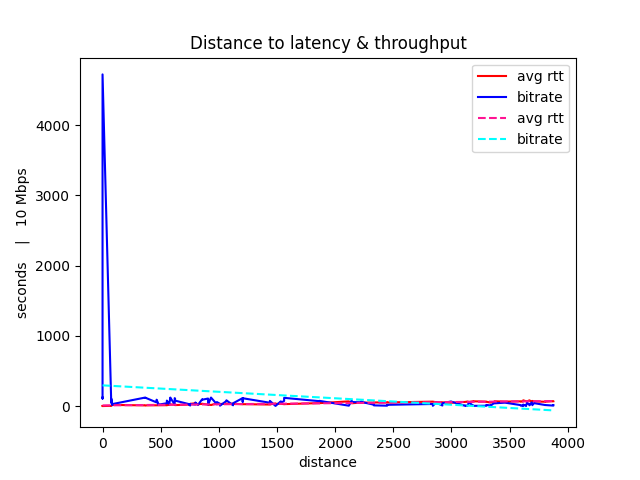 Distance to latency & throughput
avg rtt
bitrate
avg rtt
bitrate
seconds | 10 Mbps
4000
3000
2000
1000
0
0 500 1000 1500 2000 2500 3000 3500 4000
distance